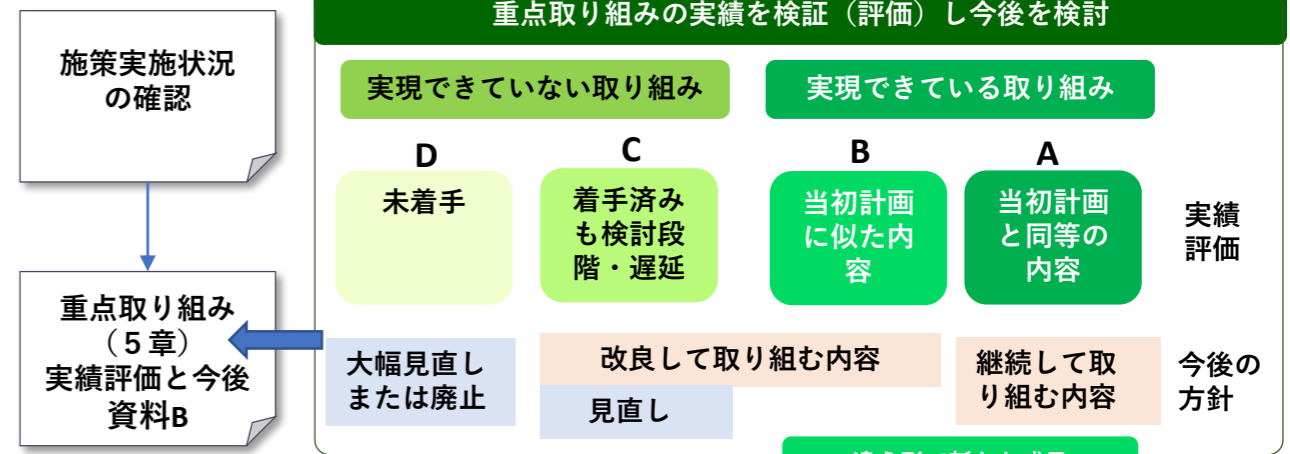 重点取り組みの実績を検証（評価）し今後を検討
施策実施状況
の確認
実現できていない取り組み
実現できている取り組み
D
C
B
A
未着手
着手済み
も検討段
階・遅延
当初計画
に似た内
容
当初計画
と同等の
内容
実績
評価
重点取り組み
（５章）
実績評価と今後
資料B
大幅見直し
または廃止
改良して取り組む内容
見直し
継続して取
り組む内容
今後の
方針